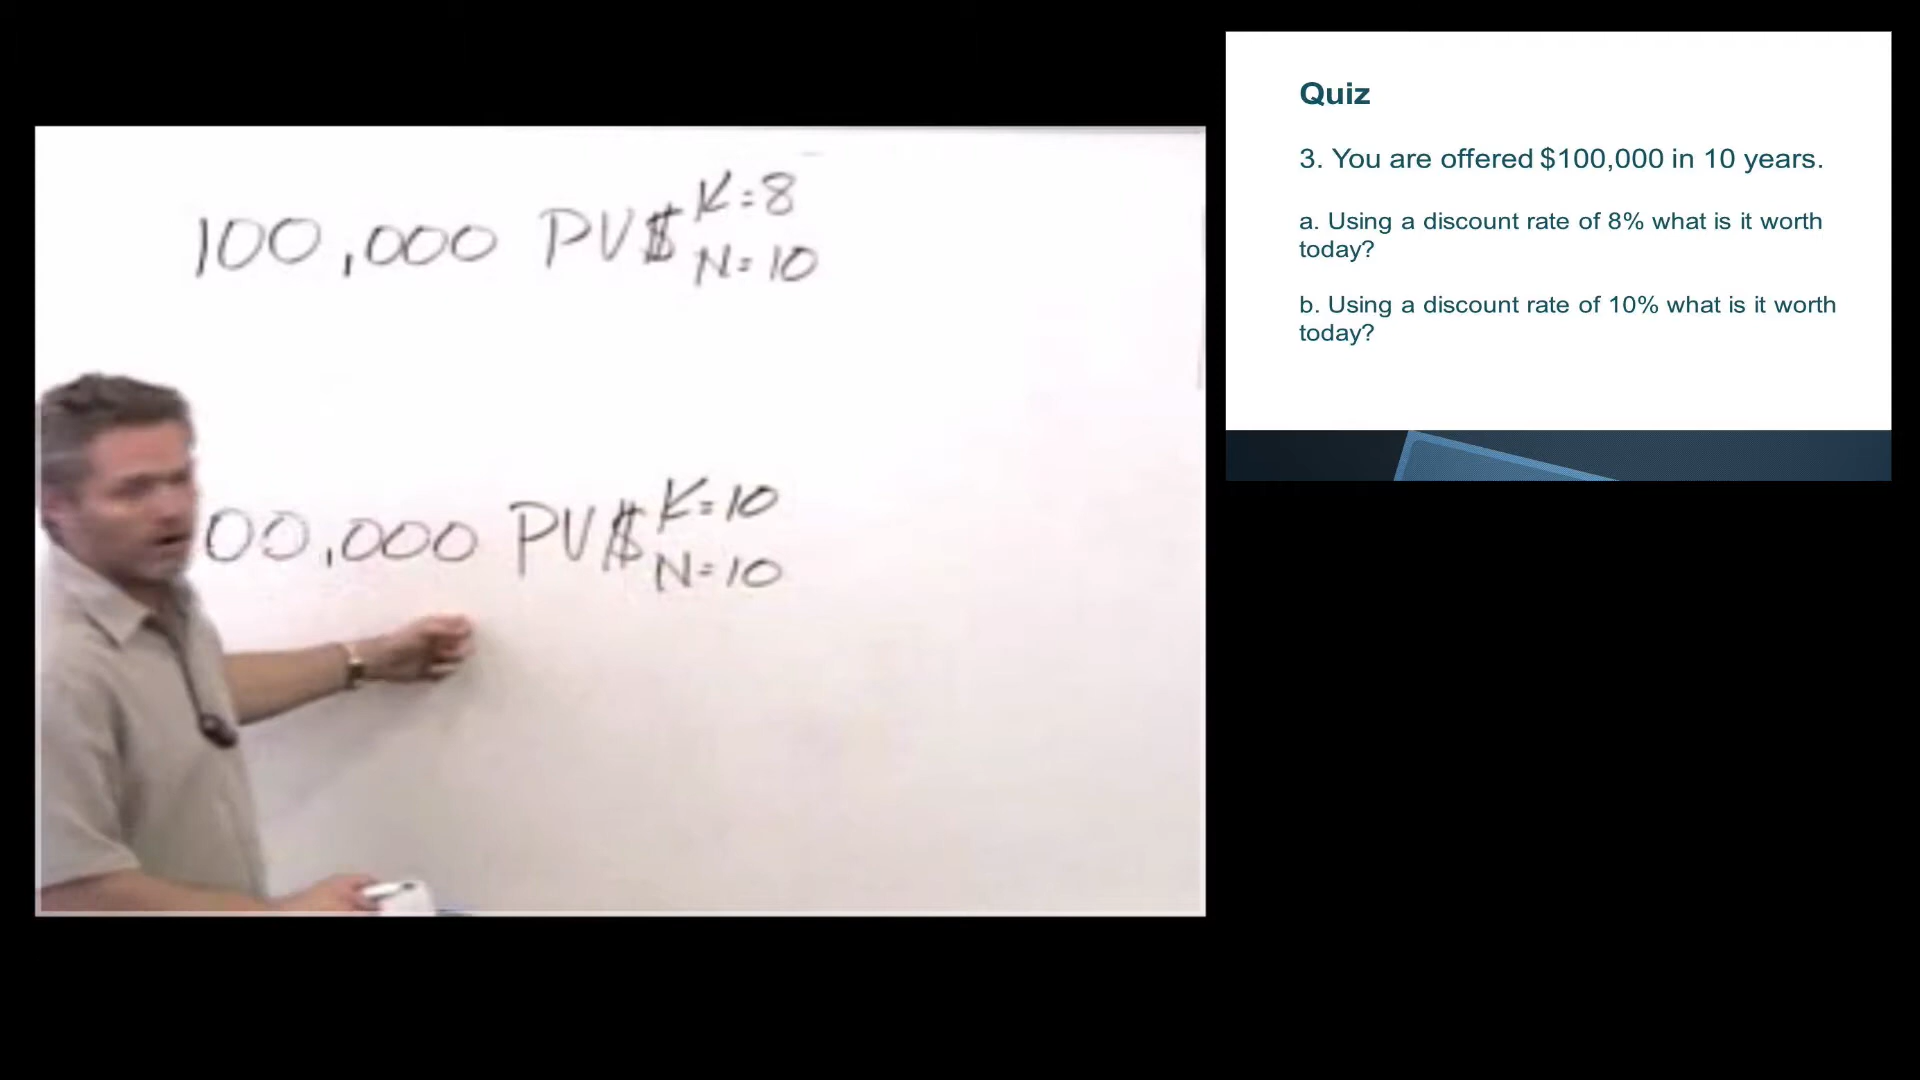 100,000 PV$ K=8
N=10
00,000 PV$ K=10
N=10
Quiz
3. You are offered $100,000 in 10 years.
a. Using a discount rate of 8% what is it worth
today?
b. Using a discount rate of 10% what is it worth
today?